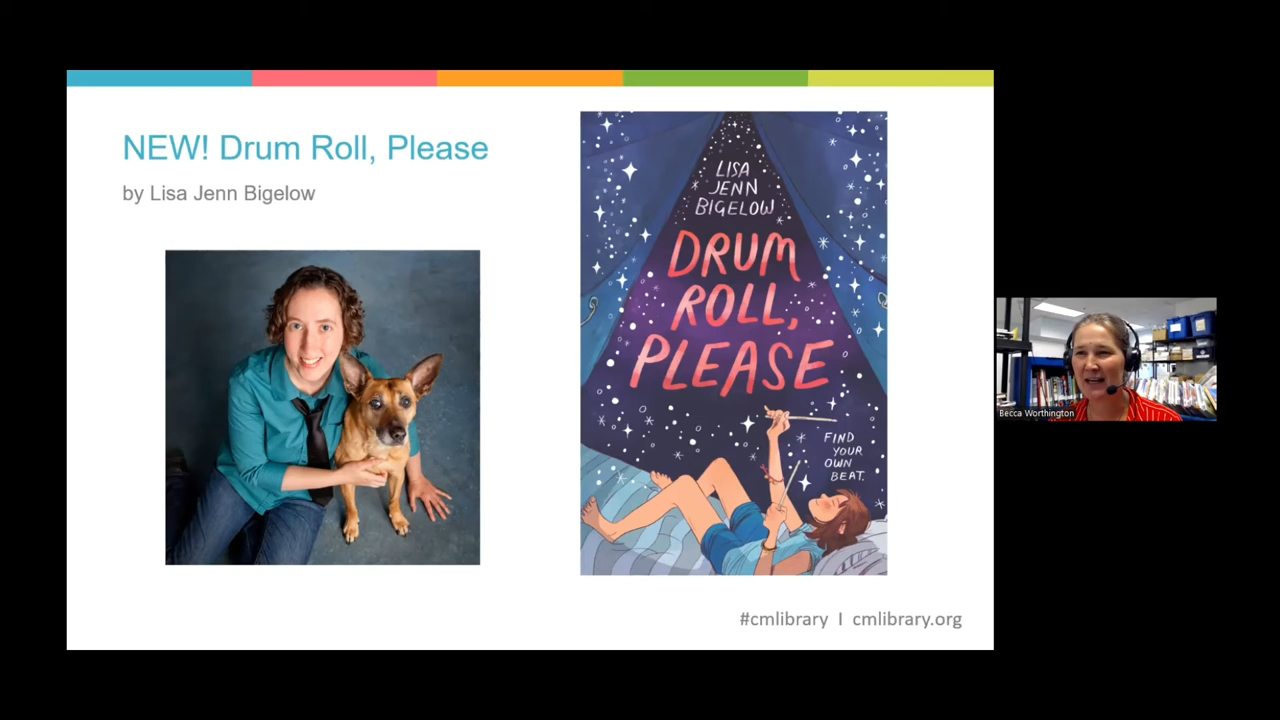 NEW! Drum Roll, Please
by Lisa Jenn Bigelow
LISA
JENN
BIGELOW
DRUM
ROLL,
PLEASE
FIND
YOUR
OWN
BEAT.
#cmlibrary I cmlibrary.org
Becca Worthington